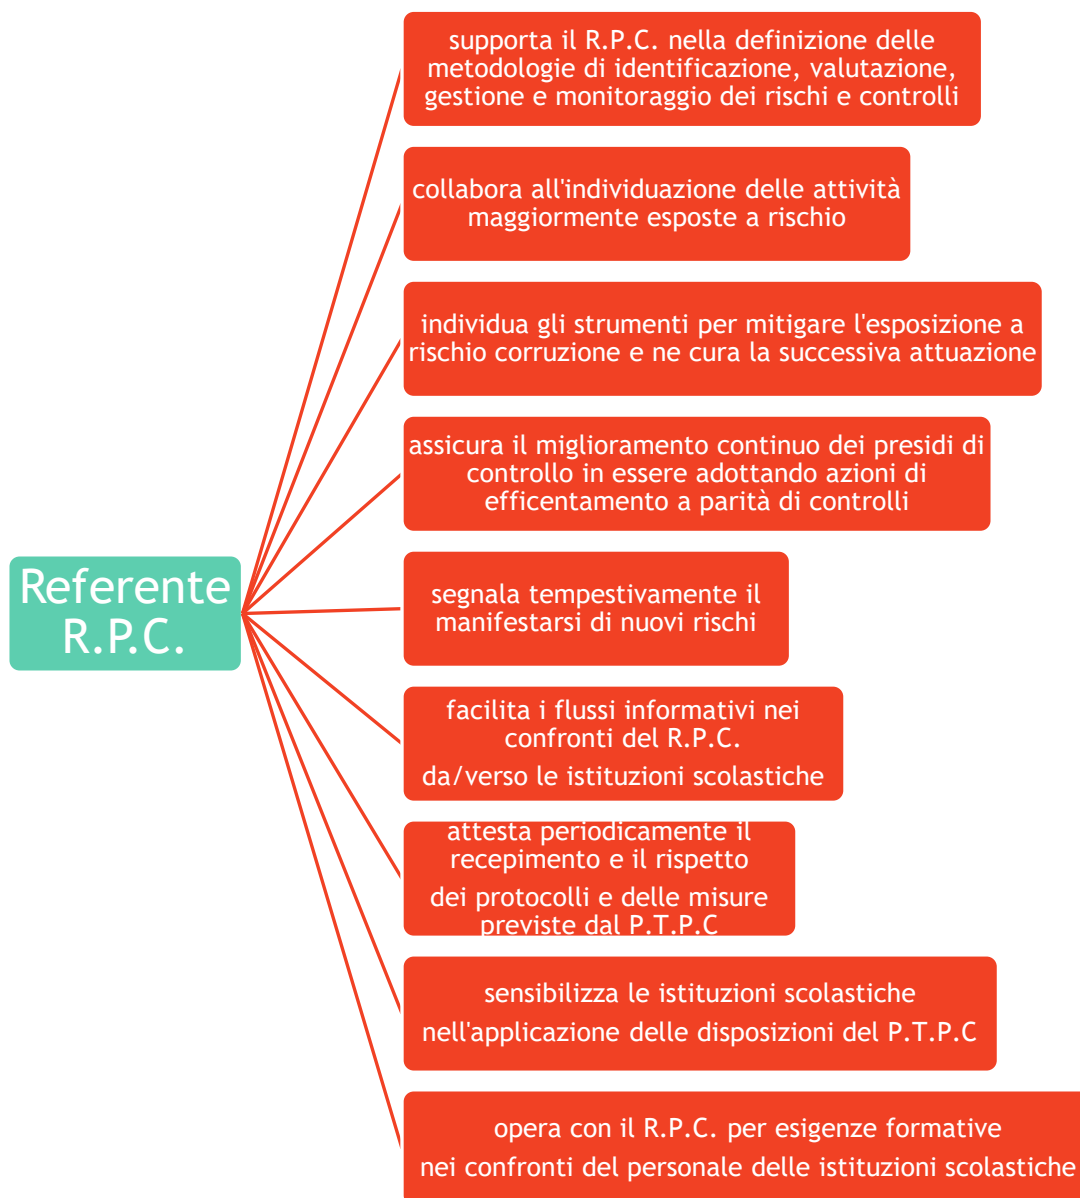 supporta il R.P.C. nella definizione delle
metodologie di identificazione, valutazione,
gestione e monitoraggio dei rischi e controlli
collabora all'individuazione delle attività
maggiormente esposte a rischio
individua gli strumenti per mitigare l'esposizione a
rischio corruzione e ne cura la successiva attuazione
assicura il miglioramento continuo dei presidi di
controllo in essere adottando azioni di
efficentamento a parità di controlli
Referente
R.P.C.
segnala tempestivamente il
manifestarsi di nuovi rischi
facilita i flussi informativi nei
confronti del R.P.C.
da/verso le istituzioni scolastiche
attesta periodicamente il
recepimento e il rispetto
dei protocolli e delle misure
previste dal P.T.P.C
sensibilizza le istituzioni scolastiche
nell'applicazione delle disposizioni del P.T.P.C
opera con il R.P.C. per esigenze formative
nei confronti del personale delle istituzioni scolastiche